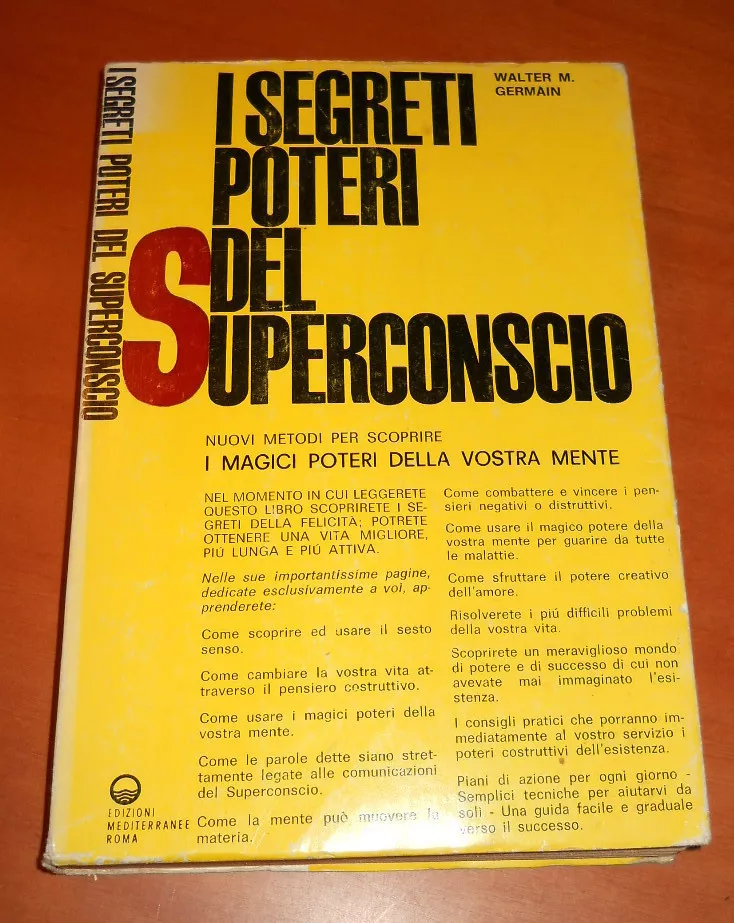 I SEGRETI POTERI DEL SUPERCONSCIO
WALTER M.
GERMAIN
I SEGRETI
POTERI
DEL
SUPERCONSCIO
NUOVI METODI PER SCOPRIRE
I MAGICI POTERI DELLA VOSTRA MENTE
NEL MOMENTO IN CUI LEGGERETE
QUESTO LIBRO SCOPRIRETE I SE-
GRETI DELLA FELICITÀ; POTRETE
OTTENERE UNA VITA MIGLIORE,
PIÚ LUNGA E PIÚ ATTIVA.
Nelle sue importantissime pagine,
dedicate esclusivamente a voi, ap-
prenderete:
Come scoprire ed usare il sesto
senso.
Come cambiare la vostra vita at-
traverso il pensiero costruttivo.
Come usare i magici poteri della
vostra mente.
Come le parole dette siano stret-
tamente legate alle comunicazioni
del Superconscio.
Come la mente può muovere la
materia.
Come combattere e vincere i pen-
sieri negativi o distruttivi.
Come usare il magico potere della
vostra mente per guarire da tutte
le malattie.
Come sfruttare il potere creativo
dell'amore.
Risolverete i piú difficili problemi
della vostra vita.
Scoprirete un meraviglioso mondo
di potere e di successo di cui non
avevate mai immaginato l'esi-
stenza.
I consigli pratici che porranno im-
mediatamente al vostro servizio i
poteri costruttivi dell'esistenza.
Piani di azione per ogni giorno -
Semplici tecniche per aiutarvi da
soli - Una guida facile e graduale
verso il successo.
EDIZIONI
MEDITERRANEE
ROMA